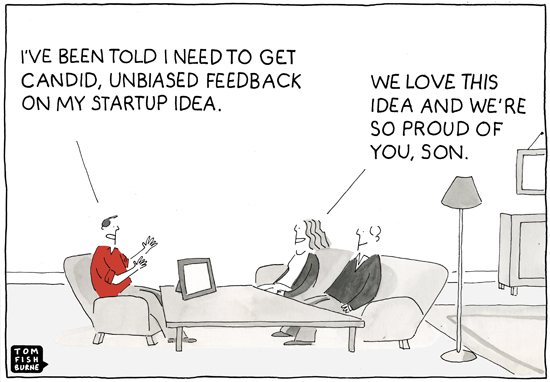 I'VE BEEN TOLD I NEED TO GET
CANDID, UNBIASED FEEDBACK
ON MY STARTUP IDEA.
WE LOVE THIS
IDEA AND WE'RE
SO PROUD OF
YOU, SON.
TOM
FISH
BURNE